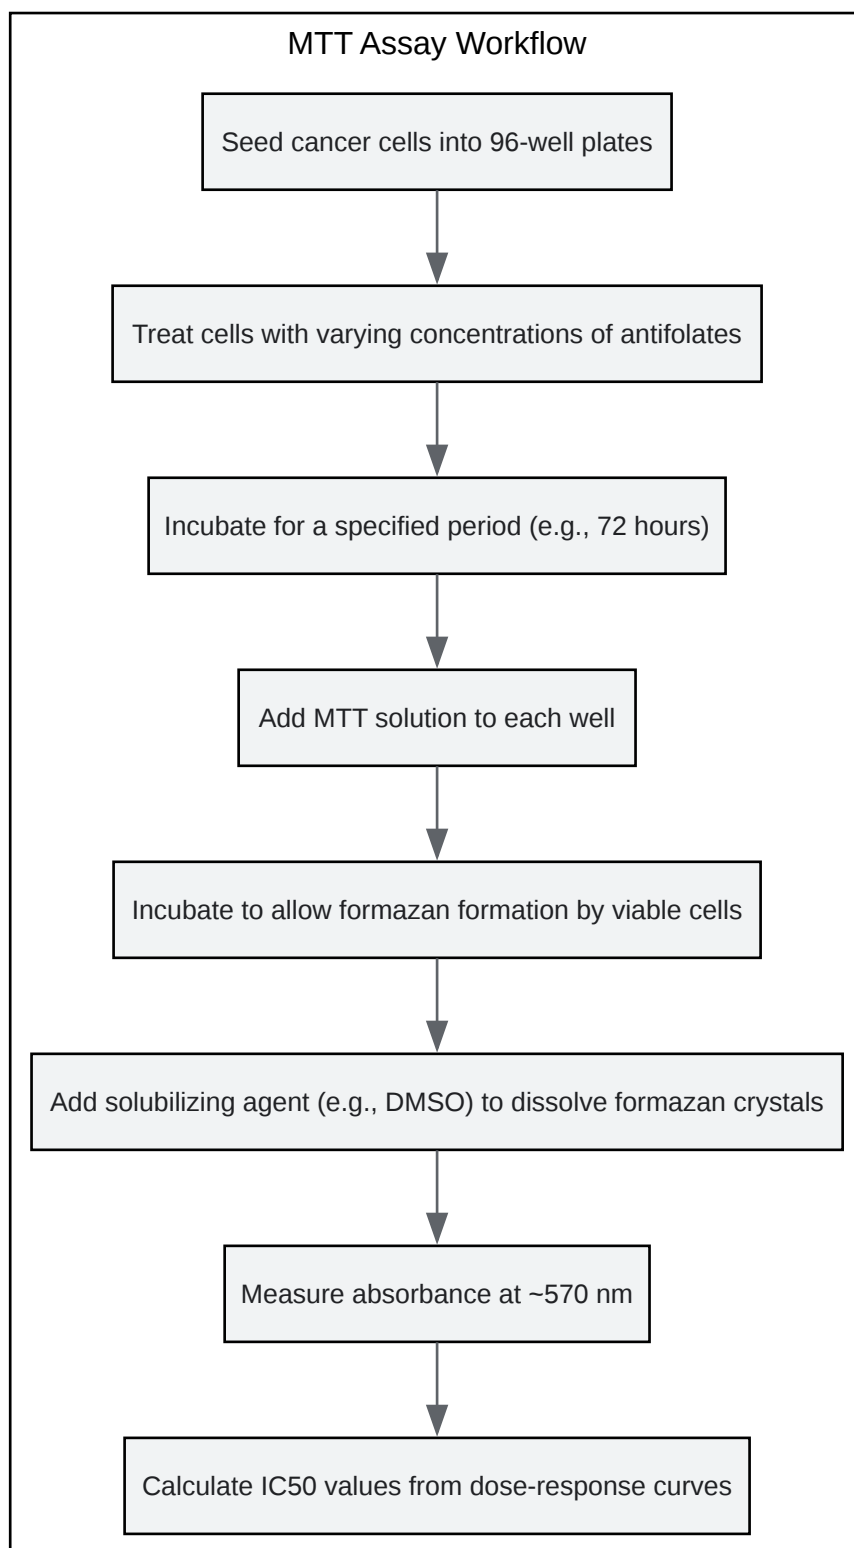 MTT Assay Workflow
Seed cancer cells into 96-well plates
Treat cells with varying concentrations of antifolates
Incubate for a specified period (e.g., 72 hours)
Add MTT solution to each well
Incubate to allow formazan formation by viable cells
Add solubilizing agent (e.g., DMSO) to dissolve formazan crystals
Measure absorbance at ~570 nm
Calculate IC50 values from dose-response curves